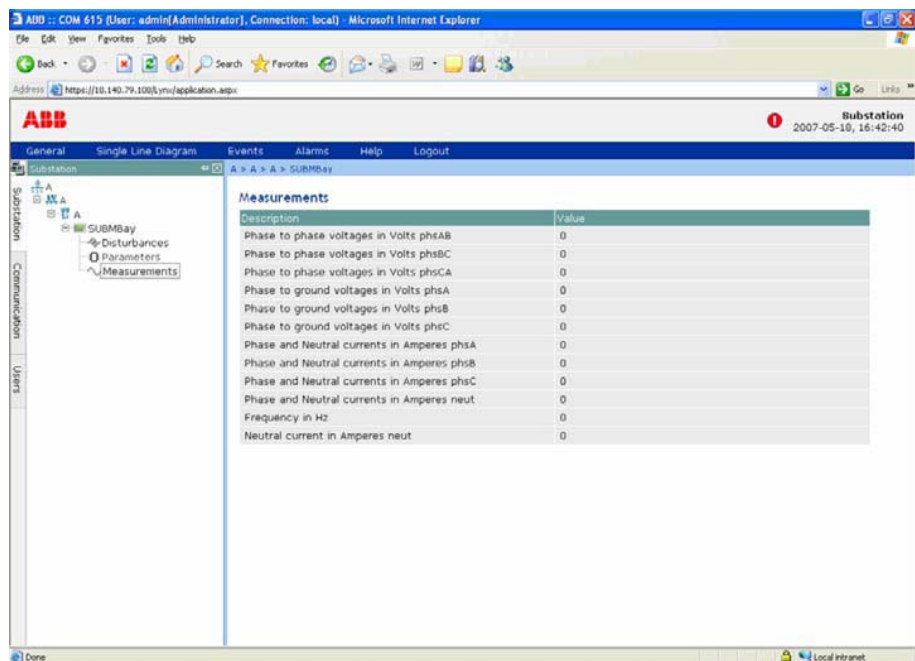 ABB :: COM 615 (User: admin[Administrator], Connection: local) - Microsoft Internet Explorer
File Edit View Favorites Tools Help
Back Search Favorites
Address https://10.140.79.100/Lynx/application.aspx Go Links
ABB
Substation
2007-05-10, 16:42:40
General Single Line Diagram Events Alarms Help Logout
Substation
A > A > A > SUBMBay
Substation
Communication
Users
A
A
A
SUBMBay
Disturbances
Parameters
Measurements
Measurements
Description Value
Phase to phase voltages in Volts phsAB 0
Phase to phase voltages in Volts phsBC 0
Phase to phase voltages in Volts phsCA 0
Phase to ground voltages in Volts phsA 0
Phase to ground voltages in Volts phsB 0
Phase to ground voltages in Volts phsC 0
Phase and Neutral currents in Amperes phsA 0
Phase and Neutral currents in Amperes phsB 0
Phase and Neutral currents in Amperes phsC 0
Phase and Neutral currents in Amperes neut 0
Frequency in Hz 0
Neutral current in Amperes neut 0
Done Local intranet